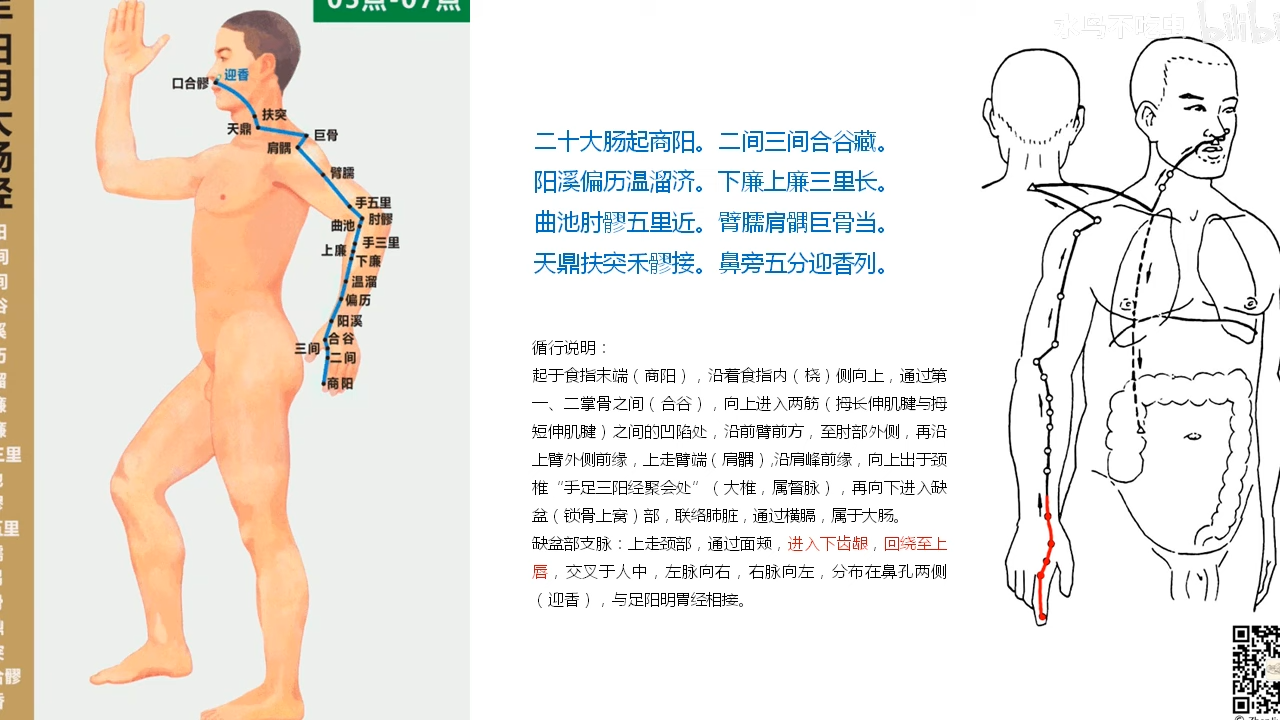 05点-07点
阳明大肠经
迎香
口合髎
扶突
天鼎
巨骨
肩髃
臂臑
手五里
肘髎
曲池
手三里
上廉
下廉
温溜
偏历
阳溪
合谷
三间
二间
商阳
二十大肠起商阳。二间三间合谷藏。
阳溪偏历温溜济。下廉上廉三里长。
曲池肘髎五里近。臂臑肩髃巨骨当。
天鼎扶突禾髎接。鼻旁五分迎香列。
循行说明：
起于食指末端（商阳），沿着食指内（桡）侧向上，通过第
一、二掌骨之间（合谷），向上进入两筋（拇长伸肌腱与拇
短伸肌腱）之间的凹陷处，沿前臂前方，至肘部外侧，再沿
上臂外侧前缘，上走臂端（肩髃）,沿肩峰前缘，向上出于颈
椎“手足三阳经聚会处”（大椎，属督脉），再向下进入缺
盆（锁骨上窝）部，联络肺脏，通过横膈，属于大肠。
缺盆部支脉：上走颈部，通过面颊，进入下齿龈，回绕至上
唇，交叉于人中，左脉向右，右脉向左，分布在鼻孔两侧
（迎香），与足阳明胃经相接。
水鸟不吃电